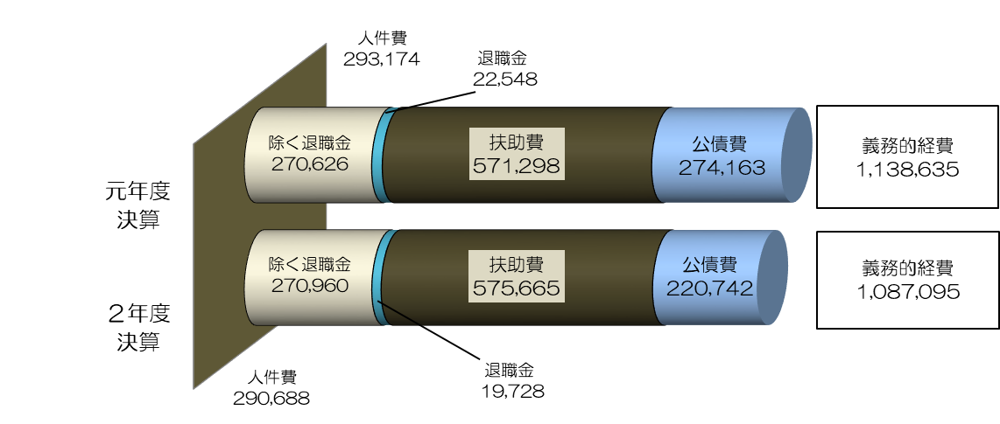 人件費
293,174
退職金
22,548
元年度
決算
除く退職金
270,626
扶助費
571,298
公債費
274,163
義務的経費
1,138,635
２年度
決算
除く退職金
270,960
扶助費
575,665
公債費
220,742
義務的経費
1,087,095
人件費
290,688
退職金
19,728